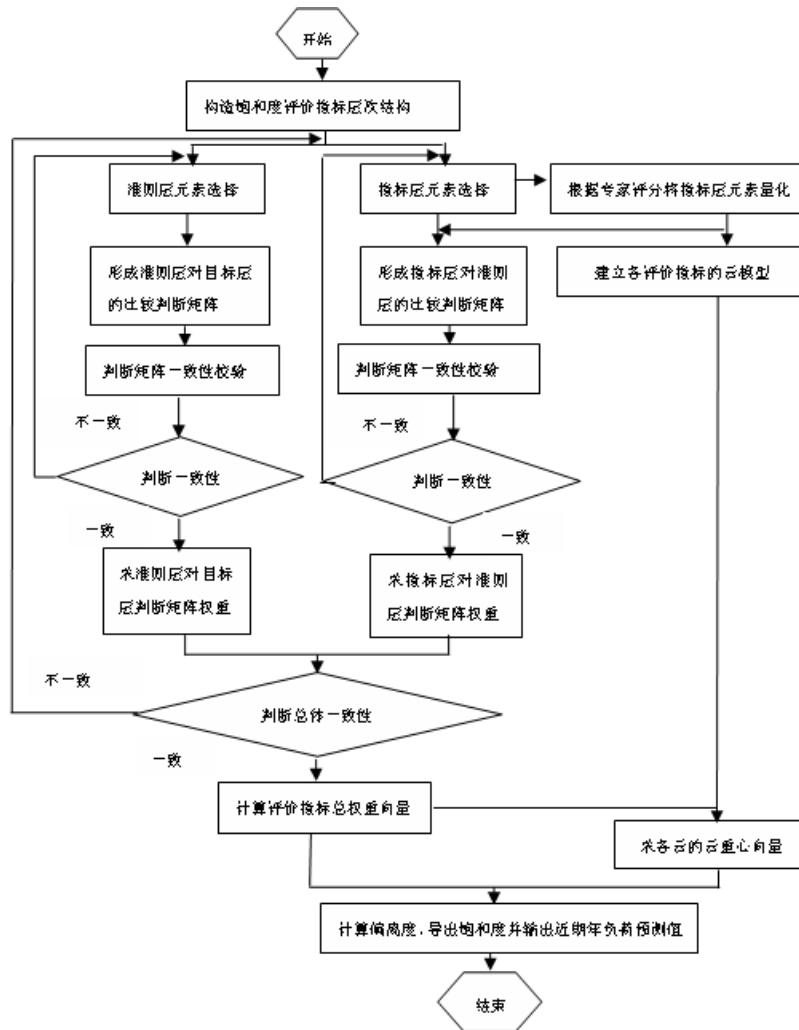 开始
构造饱和度评价指标层次结构
准则层元素选择
指标层元素选择
根据专家评分将指标层元素量化
形成准则层对目标层
的比较判断矩阵
形成指标层对准则
层的比较判断矩阵
建立各评价指标的云模型
判断矩阵一致性校验
判断矩阵一致性校验
不一致
不一致
判断一致性
判断一致性
一致
一致
求准则层对目标
层判断矩阵权重
求指标层对准则
层判断矩阵权重
不一致
判断总体一致性
一致
计算评价指标总权重向量
求各云的云重心向量
计算偏离度，导出饱和度并输出近期年负荷预测值
结束